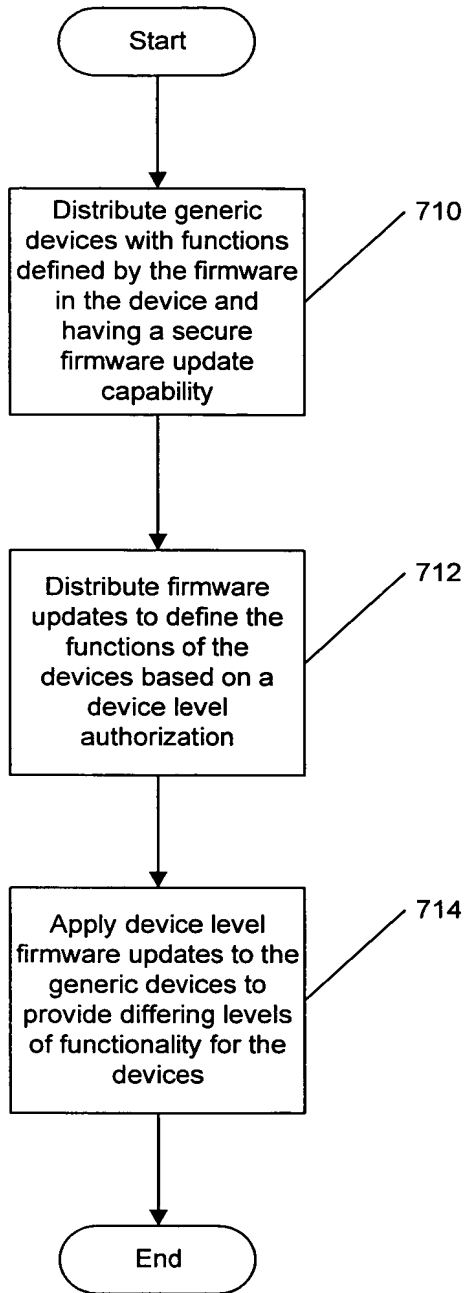 Start
Distribute generic
devices with functions
defined by the firmware
in the device and
having a secure
firmware update
capability
710
Distribute firmware
updates to define the
functions of the
devices based on a
device level
authorization
712
Apply device level
firmware updates to the
generic devices to
provide differing levels
of functionality for the
devices
714
End